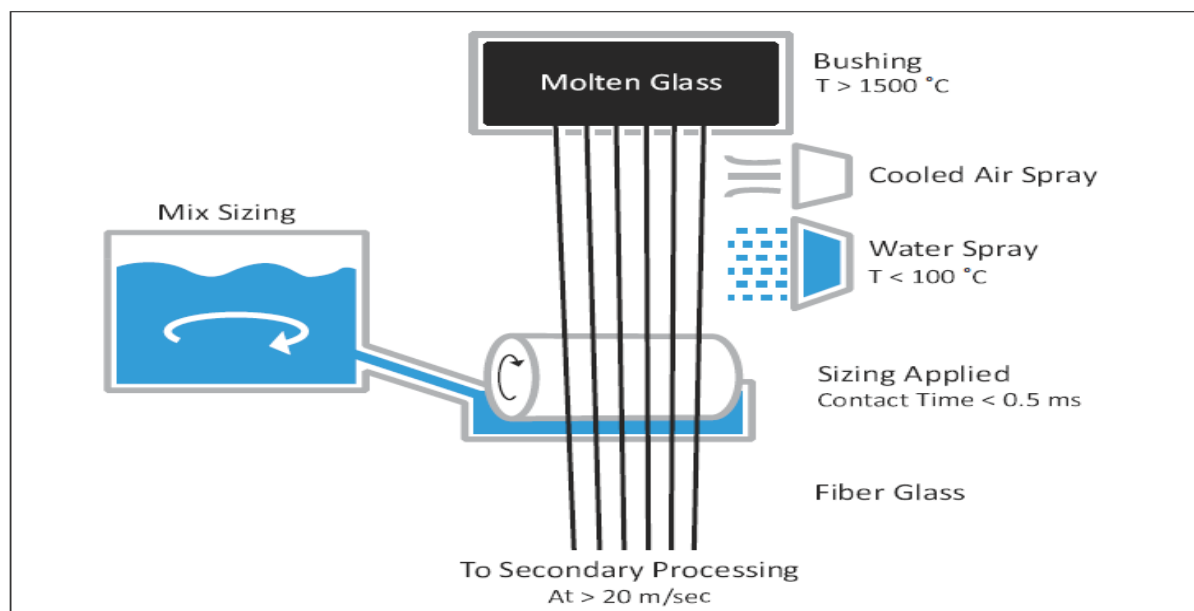 Molten Glass
Bushing
T > 1500 ˚C
Cooled Air Spray
Mix Sizing
Water Spray
T < 100 ˚C
Sizing Applied
Contact Time < 0.5 ms
Fiber Glass
To Secondary Processing
At > 20 m/sec